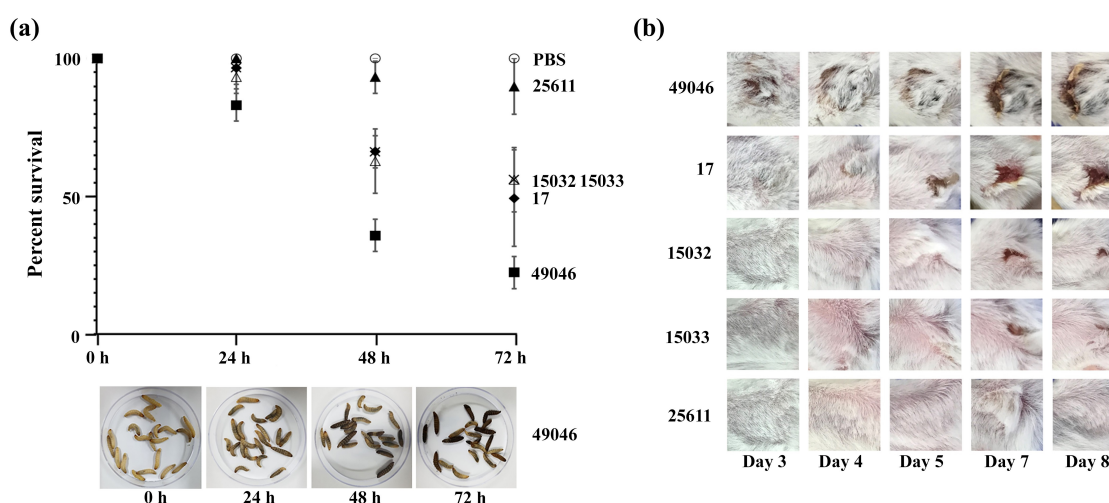 (a)
100
50
0
Percent survival
0 h
24 h
48 h
72 h
PBS
25611
15032 15033
17
49046
49046
0 h
24 h
48 h
72 h
(b)
49046
17
15032
15033
25611
Day 3
Day 4
Day 5
Day 7
Day 8